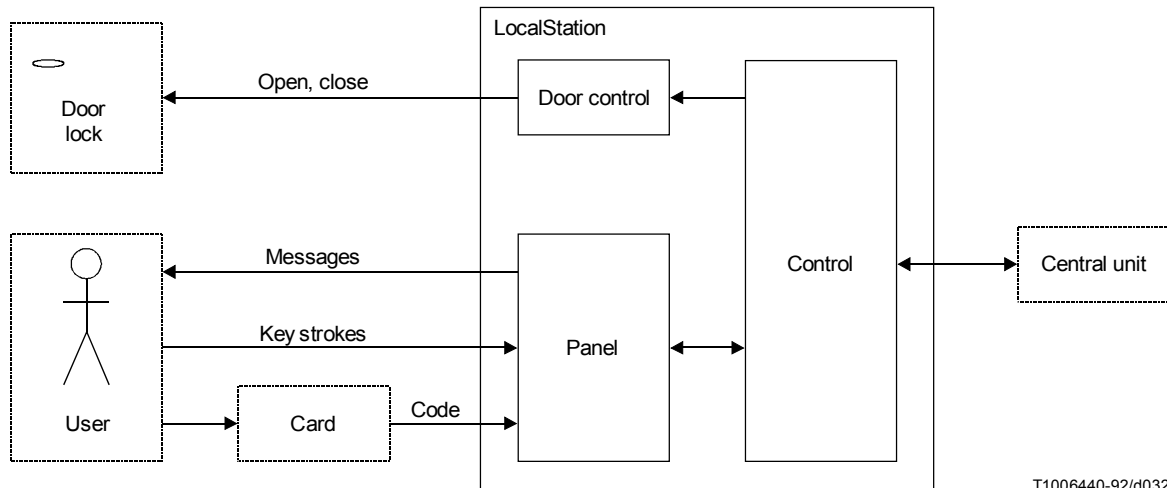 LocalStation
Open, close
Door control
Door
lock
Messages
Control
Central unit
Key strokes
Panel
User
Card
Code
T1006440-92/d032